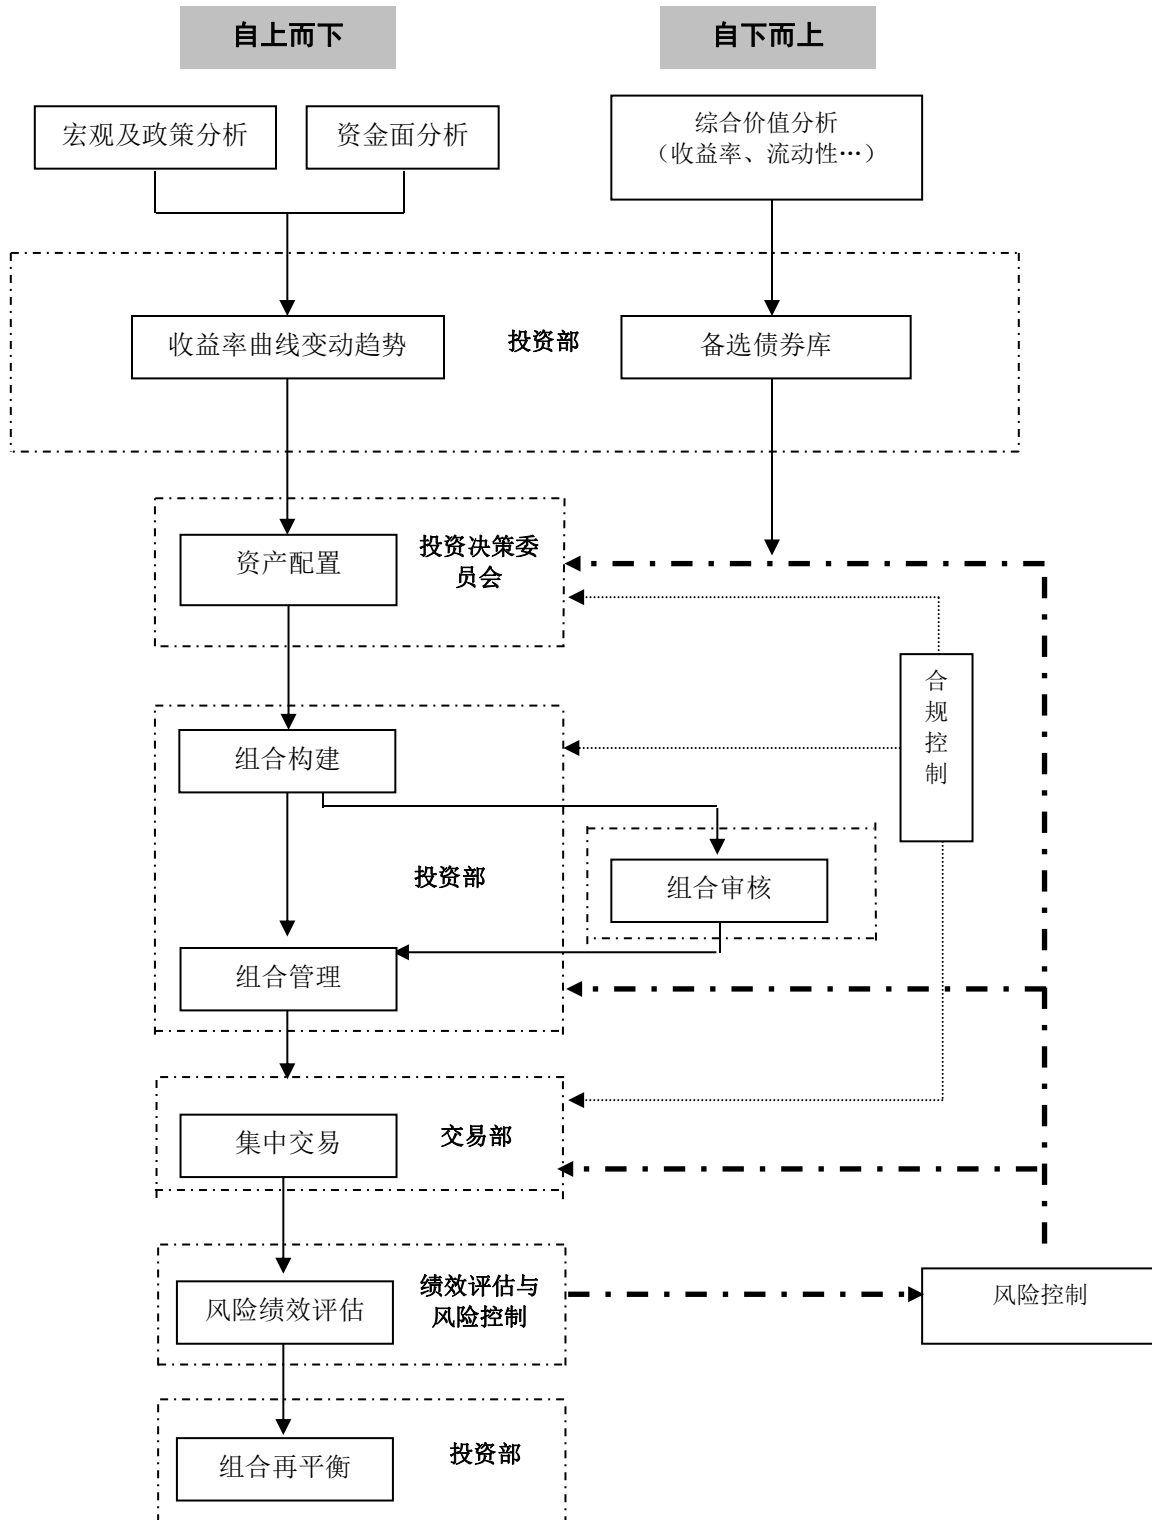 自上而下
自下而上
宏观及政策分析
资金面分析
综合价值分析
（收益率、流动性…）
收益率曲线变动趋势
投资部
备选债券库
资产配置
投资决策委
员会
合
规
控
制
组合构建
投资部
组合审核
组合管理
集中交易
交易部
风险绩效评估
绩效评估与
风险控制
风险控制
组合再平衡
投资部